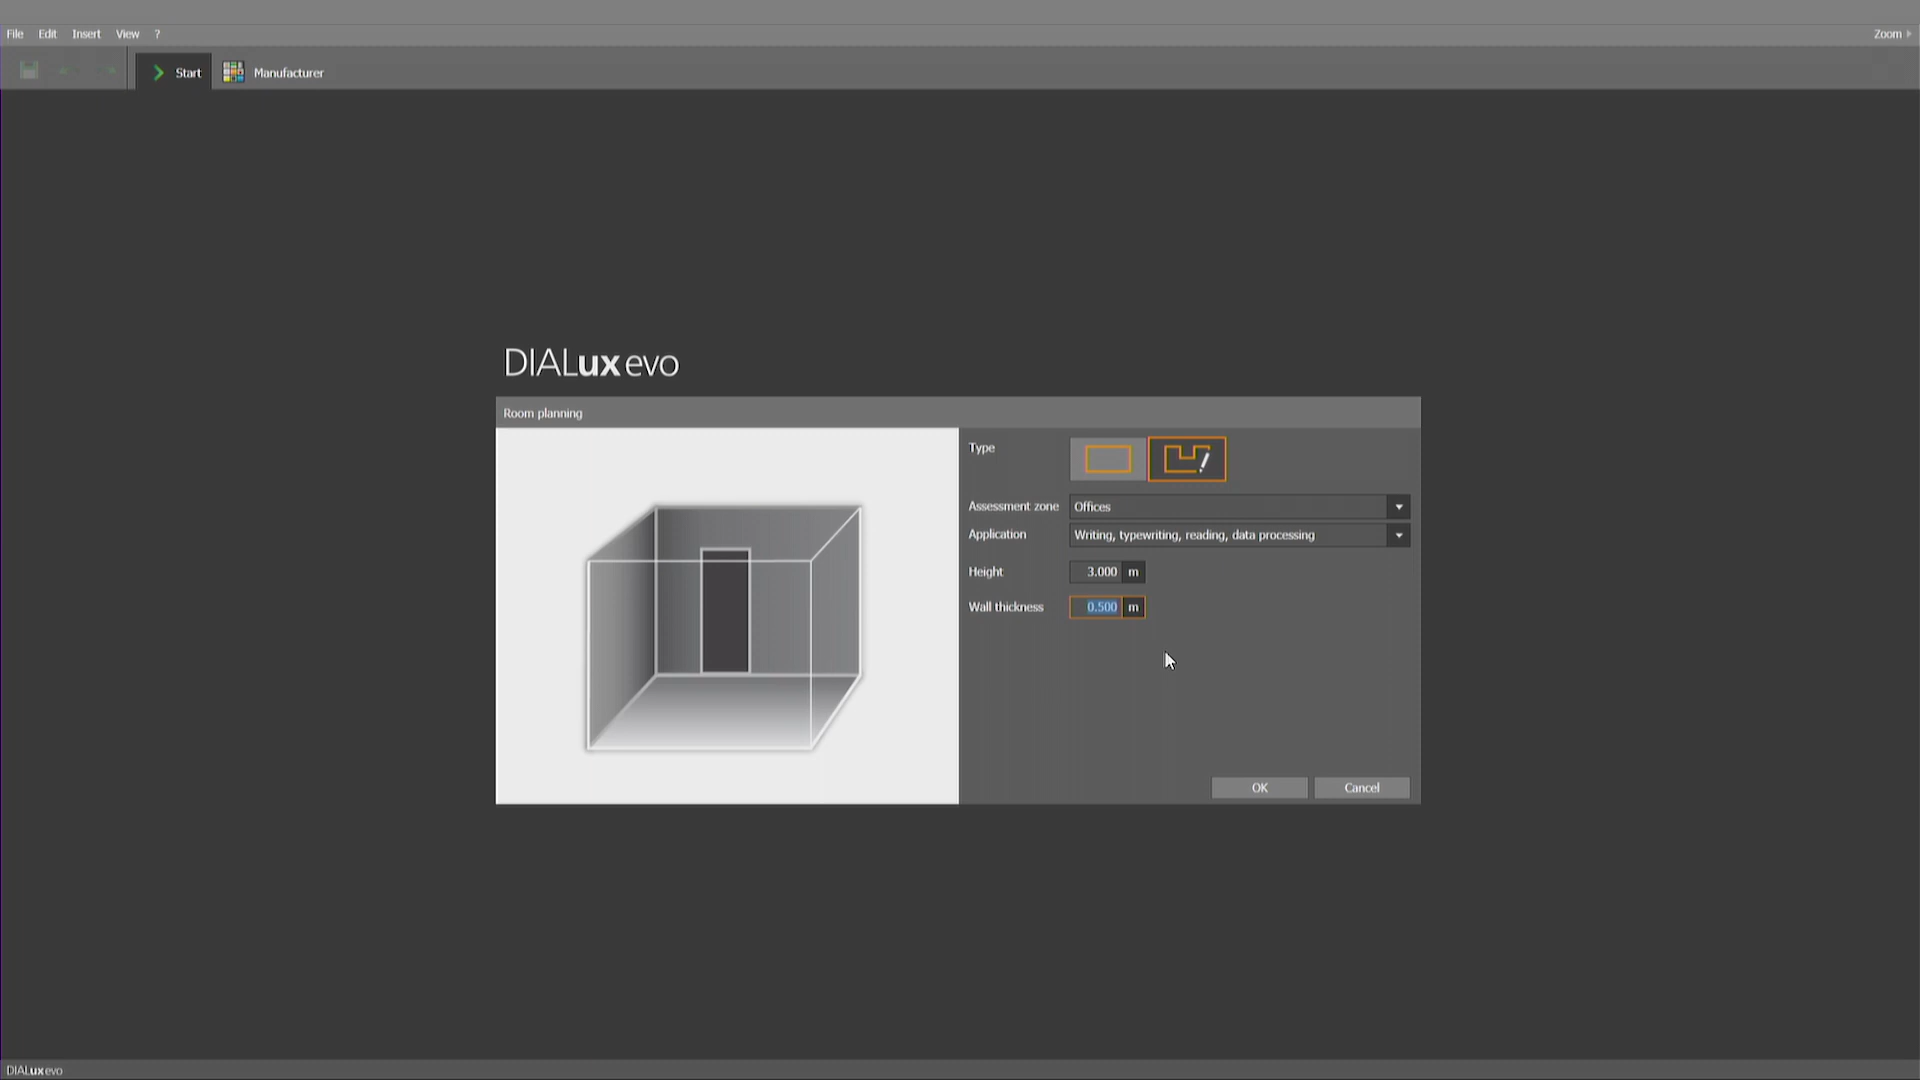 File Edit Insert View ? Zoom
Start Manufacturer
DIALux evo
Room planning
Type
Assessment zone Offices
Application Writing, typewriting, reading, data processing
Height 3.000 m
Wall thickness 0.500 m
OK Cancel
DIALux evo